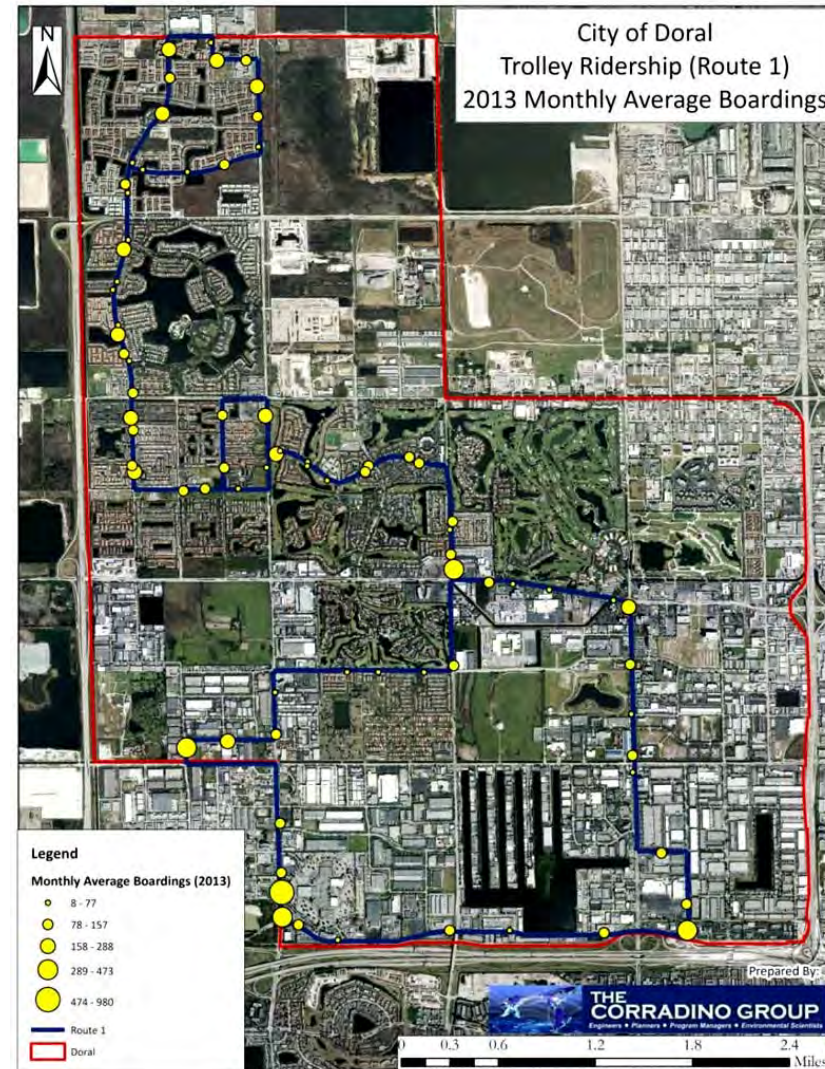 N
City of Doral
Trolley Ridership (Route 1)
2013 Monthly Average Boardings
Legend
Monthly Average Boardings (2013)
8 - 77
78 - 157
158 - 288
289 - 473
474 - 980
Route 1
Doral
Prepared By:
THE
CORRADINO GROUP
Engineers • Planners • Program Managers • Environmental Scientists
0 0.3 0.6 1.2 1.8 2.4
Miles